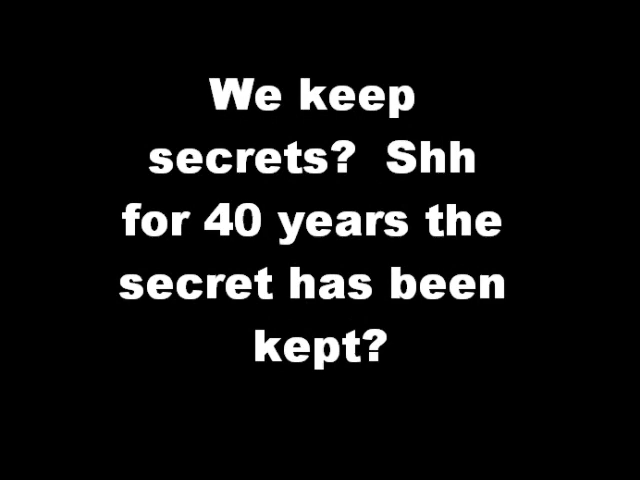 We keep
secrets?  Shh
for 40 years the
secret has been
kept?